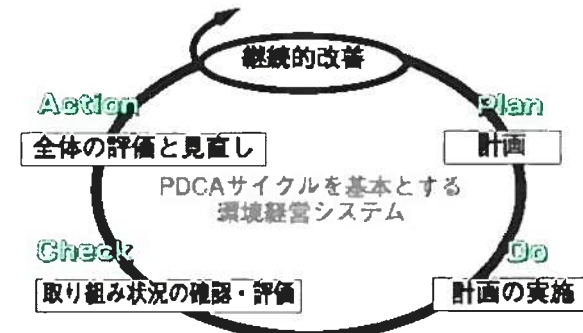 継続的改善
Action
Plan
全体の評価と見直し
計画
PDCAサイクルを基本とする
環境経営システム
Check
Do
取り組み状況の確認・評価
計画の実施